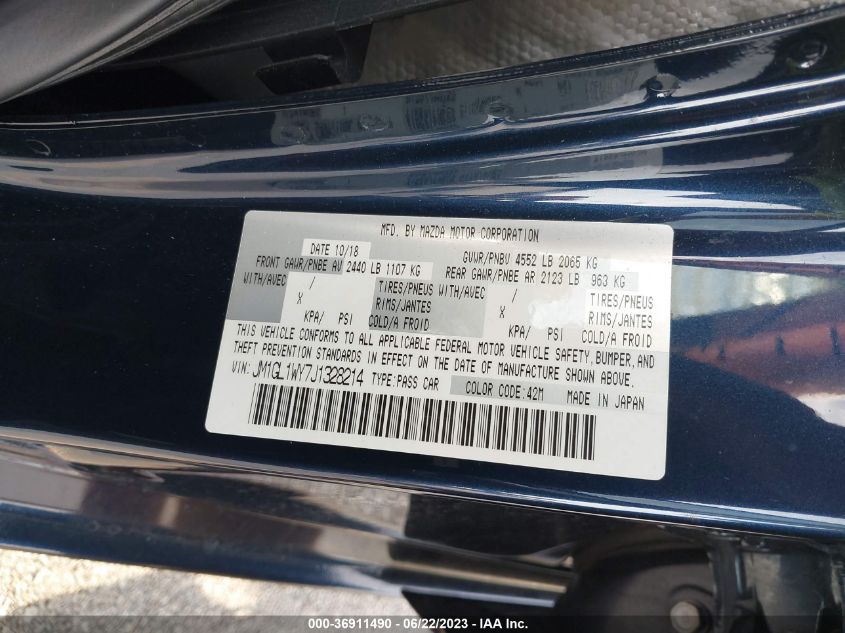 MFD. BY MAZDA MOTOR CORPORATION
DATE 10/18 GVWR/PNBV 4552 LB 2065 KG
FRONT GAWR/PNBE AV 2440 LB 1107 KG REAR GAWR/PNBE AR 2123 LB 963 KG
WITH/AVEC / TIRES/PNEUS WITH/AVEC / TIRES/PNEUS
X RIMS/JANTES X RIMS/JANTES
KPA/ PSI COLD/A FROID KPA/ PSI COLD/A FROID
THIS VEHICLE CONFORMS TO ALL APPLICABLE FEDERAL MOTOR VEHICLE SAFETY, BUMPER, AND
THEFT PREVENTION STANDARDS IN EFFECT ON THE DATE OF MANUFACTURE SHOWN ABOVE.
VIN: JM1GL1WY7J1328214 TYPE:PASS CAR COLOR CODE:42M MADE IN JAPAN
000-36911490 - 06/22/2023 - IAA Inc.